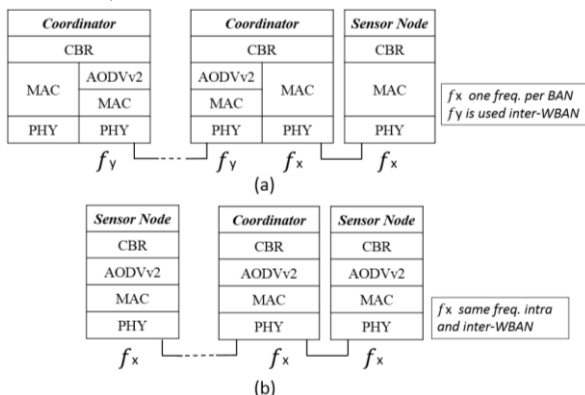 Coordinator Coordinator Sensor Node
CBR CBR CBR
MAC AODVv2 AODVv2 MAC MAC
MAC MAC
PHY PHY PHY PHY PHY
fx one freq. per BAN
fy is used inter-WBAN
fy fy fx fx
(a)
Sensor Node Coordinator Sensor Node
CBR CBR CBR
AODVv2 AODVv2 AODVv2
MAC MAC MAC
PHY PHY PHY
fx same freq. intra
and inter-WBAN
fx fx fx
(b)